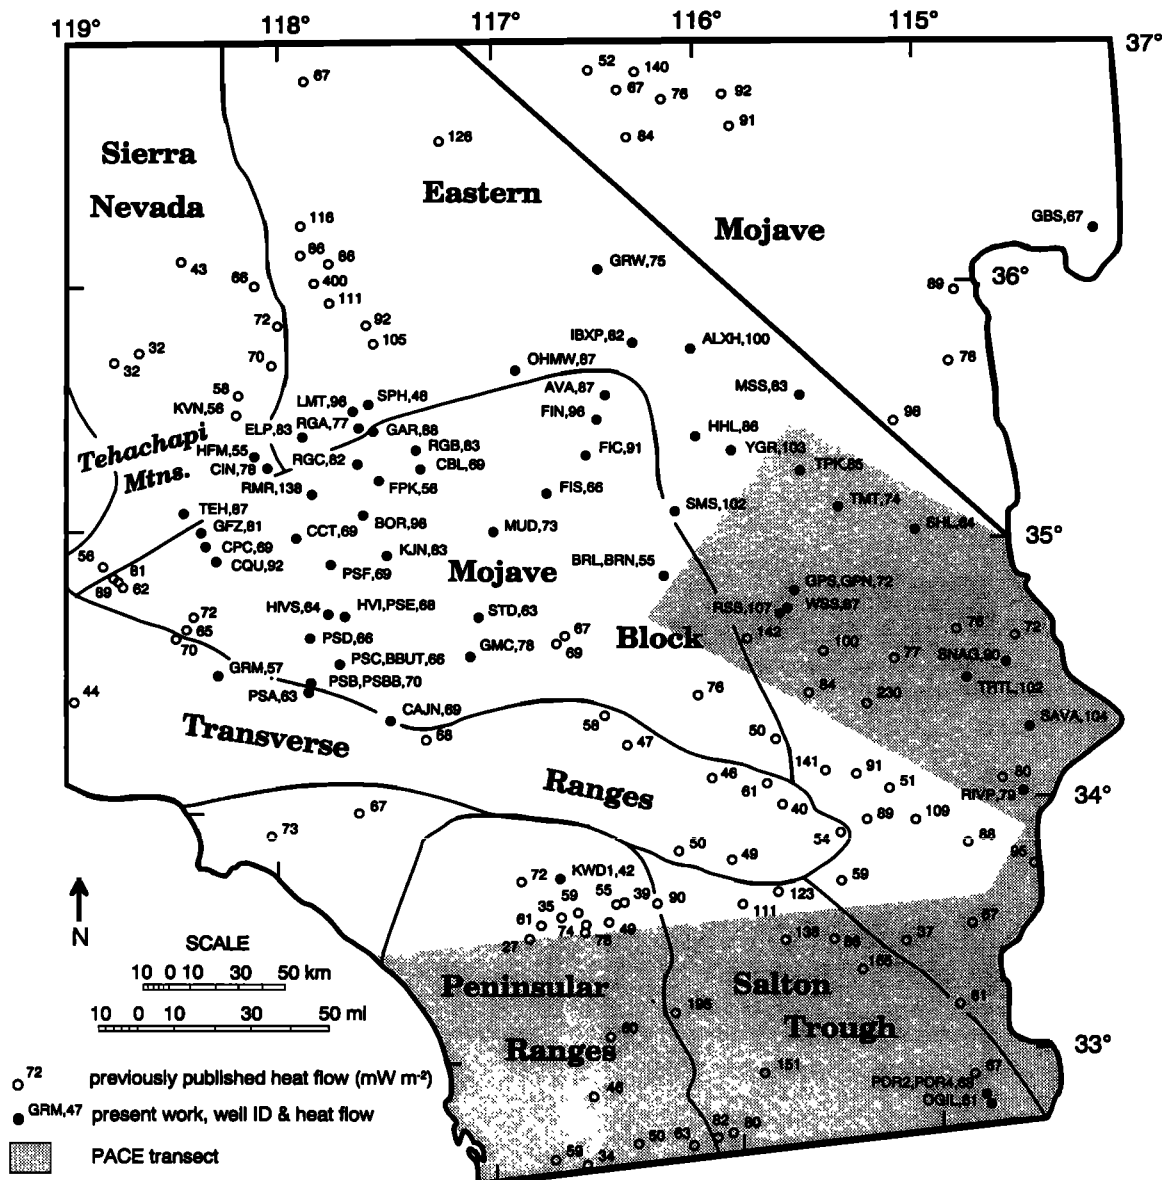 119°
118°
117°
116°
115°
37°
52
140
67
67
76
92
91
126
84
Sierra
Nevada
Eastern
Mojave
GBS,67
116
86
86
43
66
400
111
GRW,75
89
36°
72
92
105
IBXP,82
ALXH,100
32
32
70
OHMW,87
76
58
KVN,56
LMT,96
SPH,48
AVA,87
MSS,83
98
ELP,83
RGA,77
GAR,88
FIN,96
HHL,86
YGR,103
Tehachapi
Mtns.
HFM,55
CIN,78
RGC,82
RGB,83
CBL,69
FIC,91
TPK,85
RMR,138
FPK,56
FIS,66
SMS,102
TMT,74
TEH,87
GFZ,81
CCT,69
BOR,98
MUD,73
SHL,64
35°
CPC,69
CQU,92
KJN,83
PSF,69
Mojave
BRL,BRN,55
56
81
89
62
GPS,GPN,72
RSB,107
WSS,87
HIVS,64
HVI,PSE,68
STD,63
72
65
70
PSD,66
GMC,78
67
69
Block
142
76
72
100
77
SNAG,90
PSC,BBUT,66
GRM,57
PSB,PSBB,70
PSA,63
76
84
230
TRTL,102
44
CAJN,69
SAVA,104
Transverse
58
58
47
50
Ranges
46
61
141
91
51
80
RIVP,79
34°
40
67
73
89
109
54
88
50
49
95
72
KWD1,42
59
N
59
55
39
90
123
111
35
61
74
76
49
27
SCALE
136
86
37
67
165
10 0 10 30 50 km
10 0 10 30 50 mi
Peninsular
Ranges
Salton
Trough
195
61
60
33°
151
67
46
PDR2,PDR4,65
OGIL,61
72 previously published heat flow (mW m⁻²)
GRM,47 present work, well ID & heat flow
PACE transect
59
34
50
63
82
80